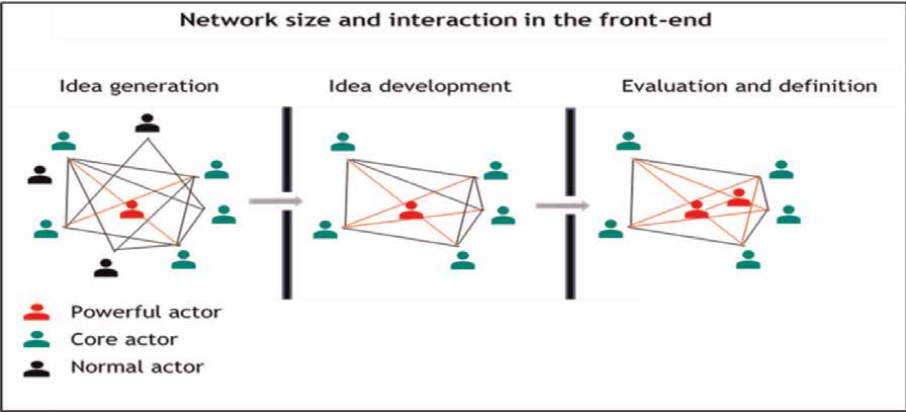 Network size and interaction in the front-end
Idea generation
Idea development
Evaluation and definition
Powerful actor
Core actor
Normal actor